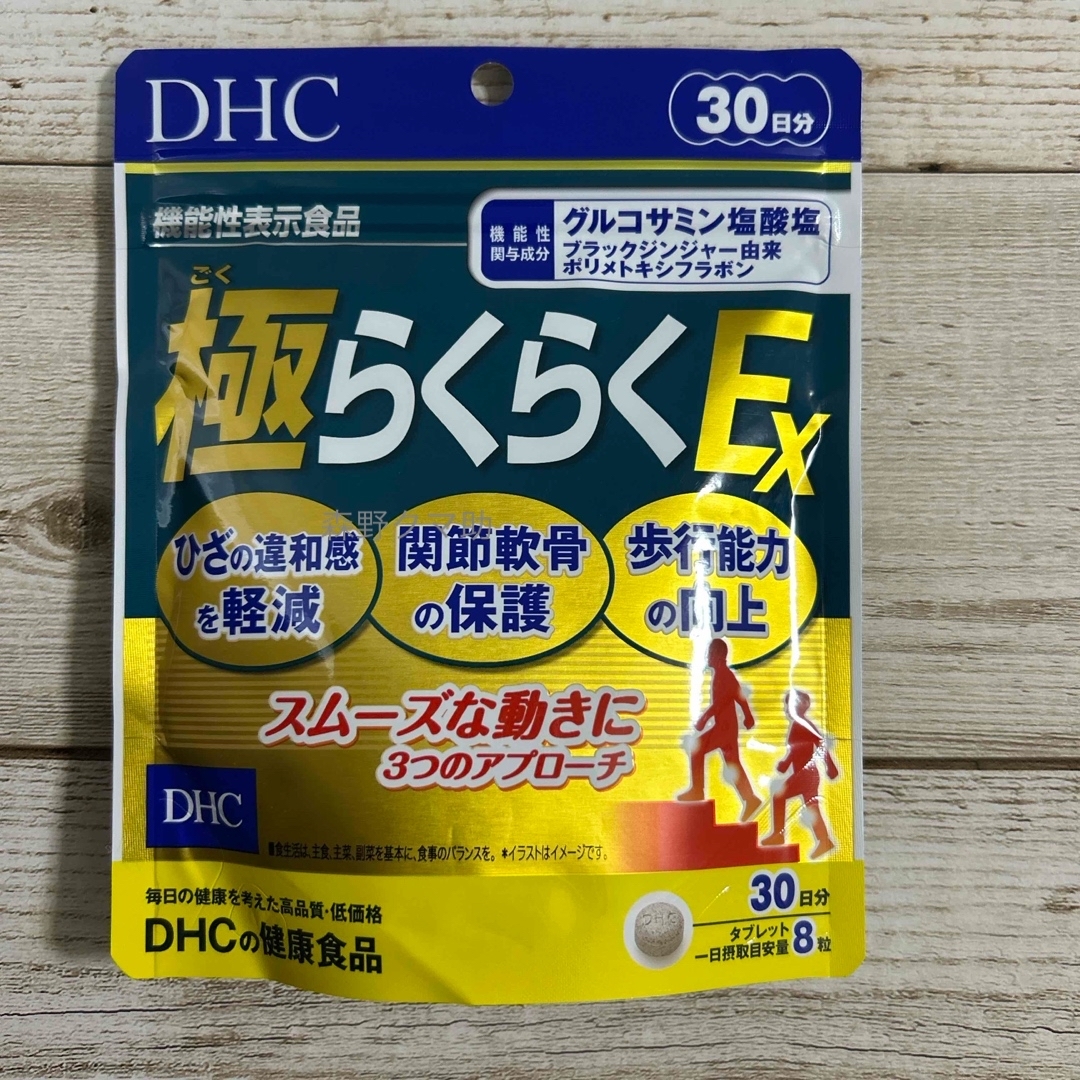 DHC
30日分
機能性表示食品
機能性
関与成分
グルコサミン塩酸塩
ブラックジンジャー由来
ポリメトキシフラボン
ごく
極らくらくEx
森野クマ助
ひざの違和感
を軽減
関節軟骨
の保護
歩行能力
の向上
スムーズな動きに
3つのアプローチ
DHC
●食生活は、主食、主菜、副菜を基本に、食事のバランスを。 *イラストはイメージです。
毎日の健康を考えた高品質・低価格
DHCの健康食品
30日分
タブレット
一日摂取目安量 8粒